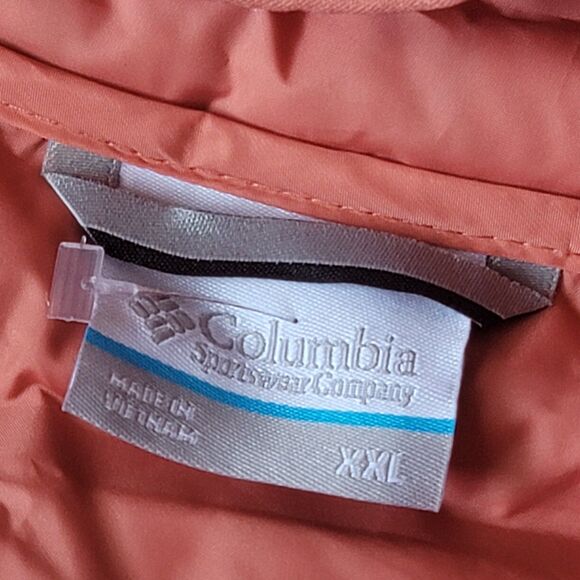 Columbia
Sportswear Company
MADE IN
VIETNAM
XXL